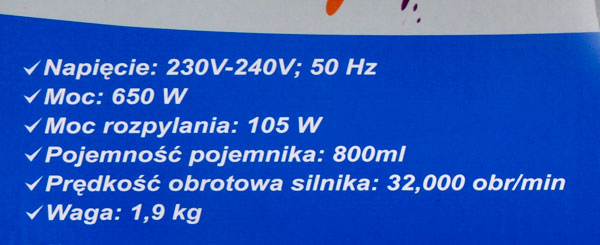 Napięcie: 230V-240V; 50 Hz
Moc: 650 W
Moc rozpylania: 105 W
Pojemność pojemnika: 800ml
Prędkość obrotowa silnika: 32,000 obr/min
Waga: 1,9 kg